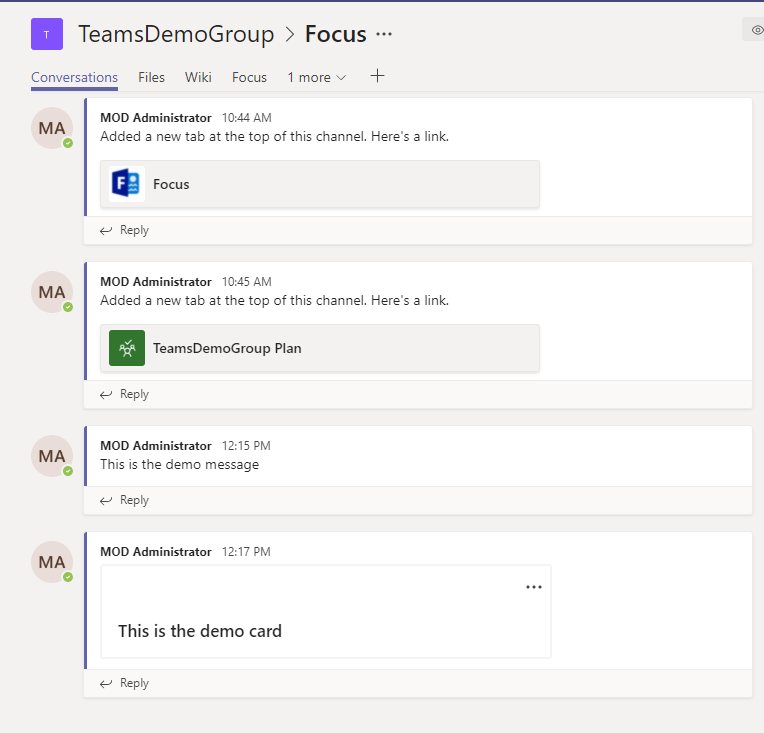 T
TeamsDemoGroup > Focus ...
Conversations Files Wiki Focus 1 more +
MA
MOD Administrator 10:44 AM
Added a new tab at the top of this channel. Here's a link.
F
Focus
Reply
MA
MOD Administrator 10:45 AM
Added a new tab at the top of this channel. Here's a link.
TeamsDemoGroup Plan
Reply
MA
MOD Administrator 12:15 PM
This is the demo message
Reply
MA
MOD Administrator 12:17 PM
...
This is the demo card
Reply